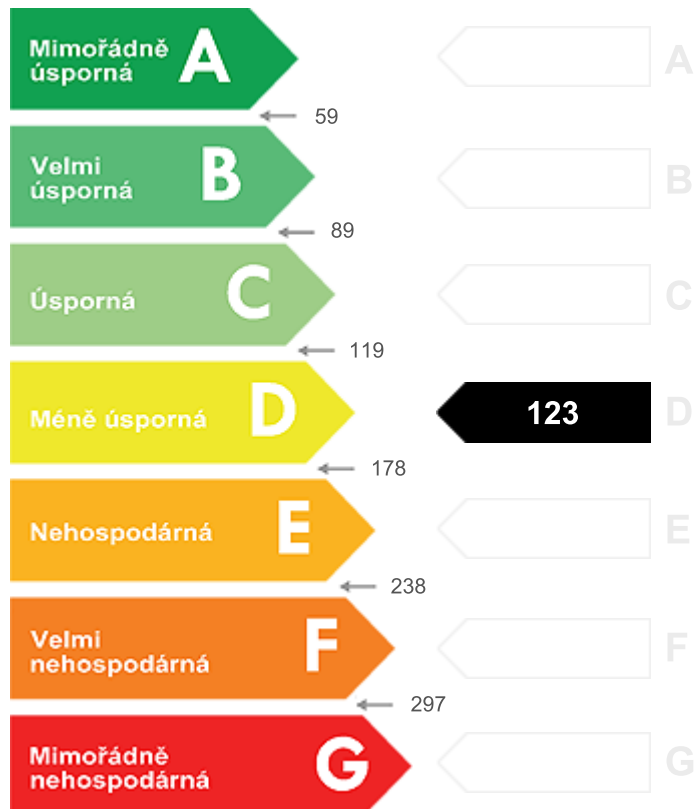 Mimořádně
úsporná
A
A
59
Velmi
úsporná
B
B
89
Úsporná
C
C
119
Méně úsporná
D
123
D
178
Nehospodárná
E
E
238
Velmi
nehospodárná
F
F
297
Mimořádně
nehospodárná
G
G